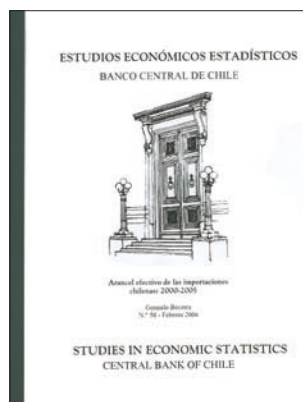 ESTUDIOS ECONÓMICOS ESTADÍSTICOS
BANCO CENTRAL DE CHILE
Arancel efectivo de las importaciones
chilenas: 2000-2005
Gonzalo Becerra
N.° 50 - Febrero 2006
STUDIES IN ECONOMIC STATISTICS
CENTRAL BANK OF CHILE